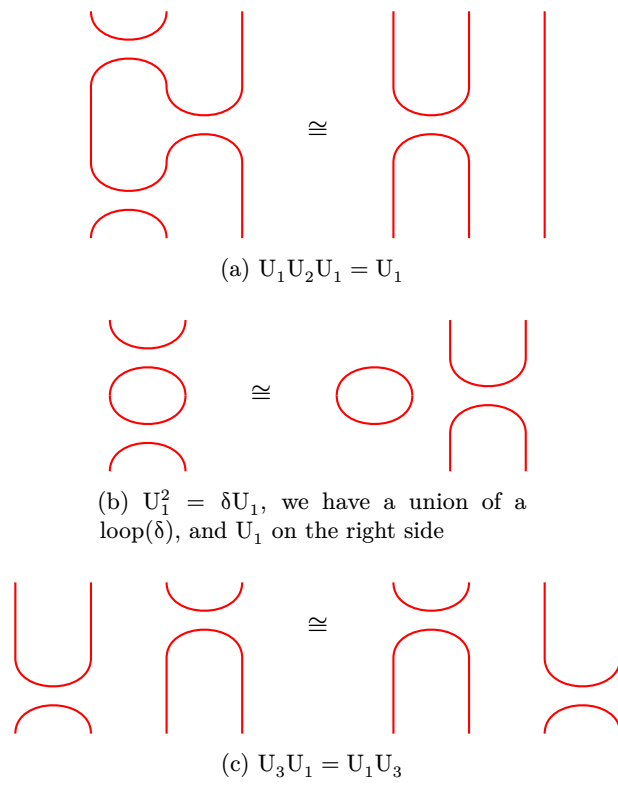 ≅
(a) U₁U₂U₁ = U₁
≅
(b) U₁² = δU₁, we have a union of a
loop(δ), and U₁ on the right side
≅
(c) U₃U₁ = U₁U₃